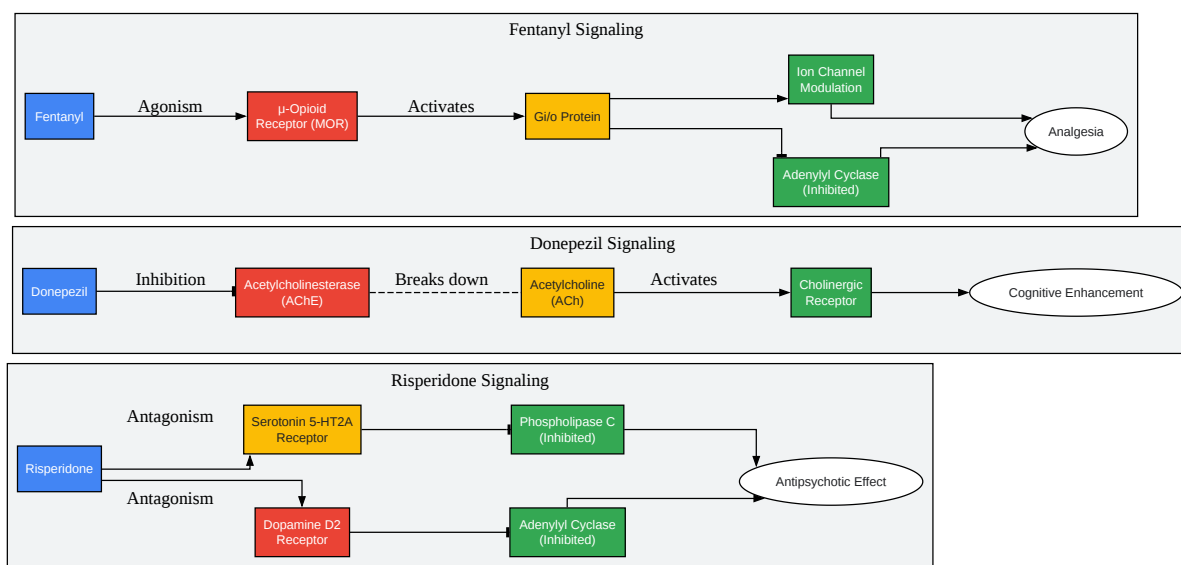 Fentanyl Signaling
Fentanyl
Agonism
μ-Opioid
Receptor (MOR)
Activates
Gi/o Protein
Ion Channel
Modulation
Adenylyl Cyclase
(Inhibited)
Analgesia
Donepezil Signaling
Donepezil
Inhibition
Acetylcholinesterase
(AChE)
Breaks down
Acetylcholine
(ACh)
Activates
Cholinergic
Receptor
Cognitive Enhancement
Risperidone Signaling
Risperidone
Antagonism
Serotonin 5-HT2A
Receptor
Phospholipase C
(Inhibited)
Antagonism
Dopamine D2
Receptor
Adenylyl Cyclase
(Inhibited)
Antipsychotic Effect